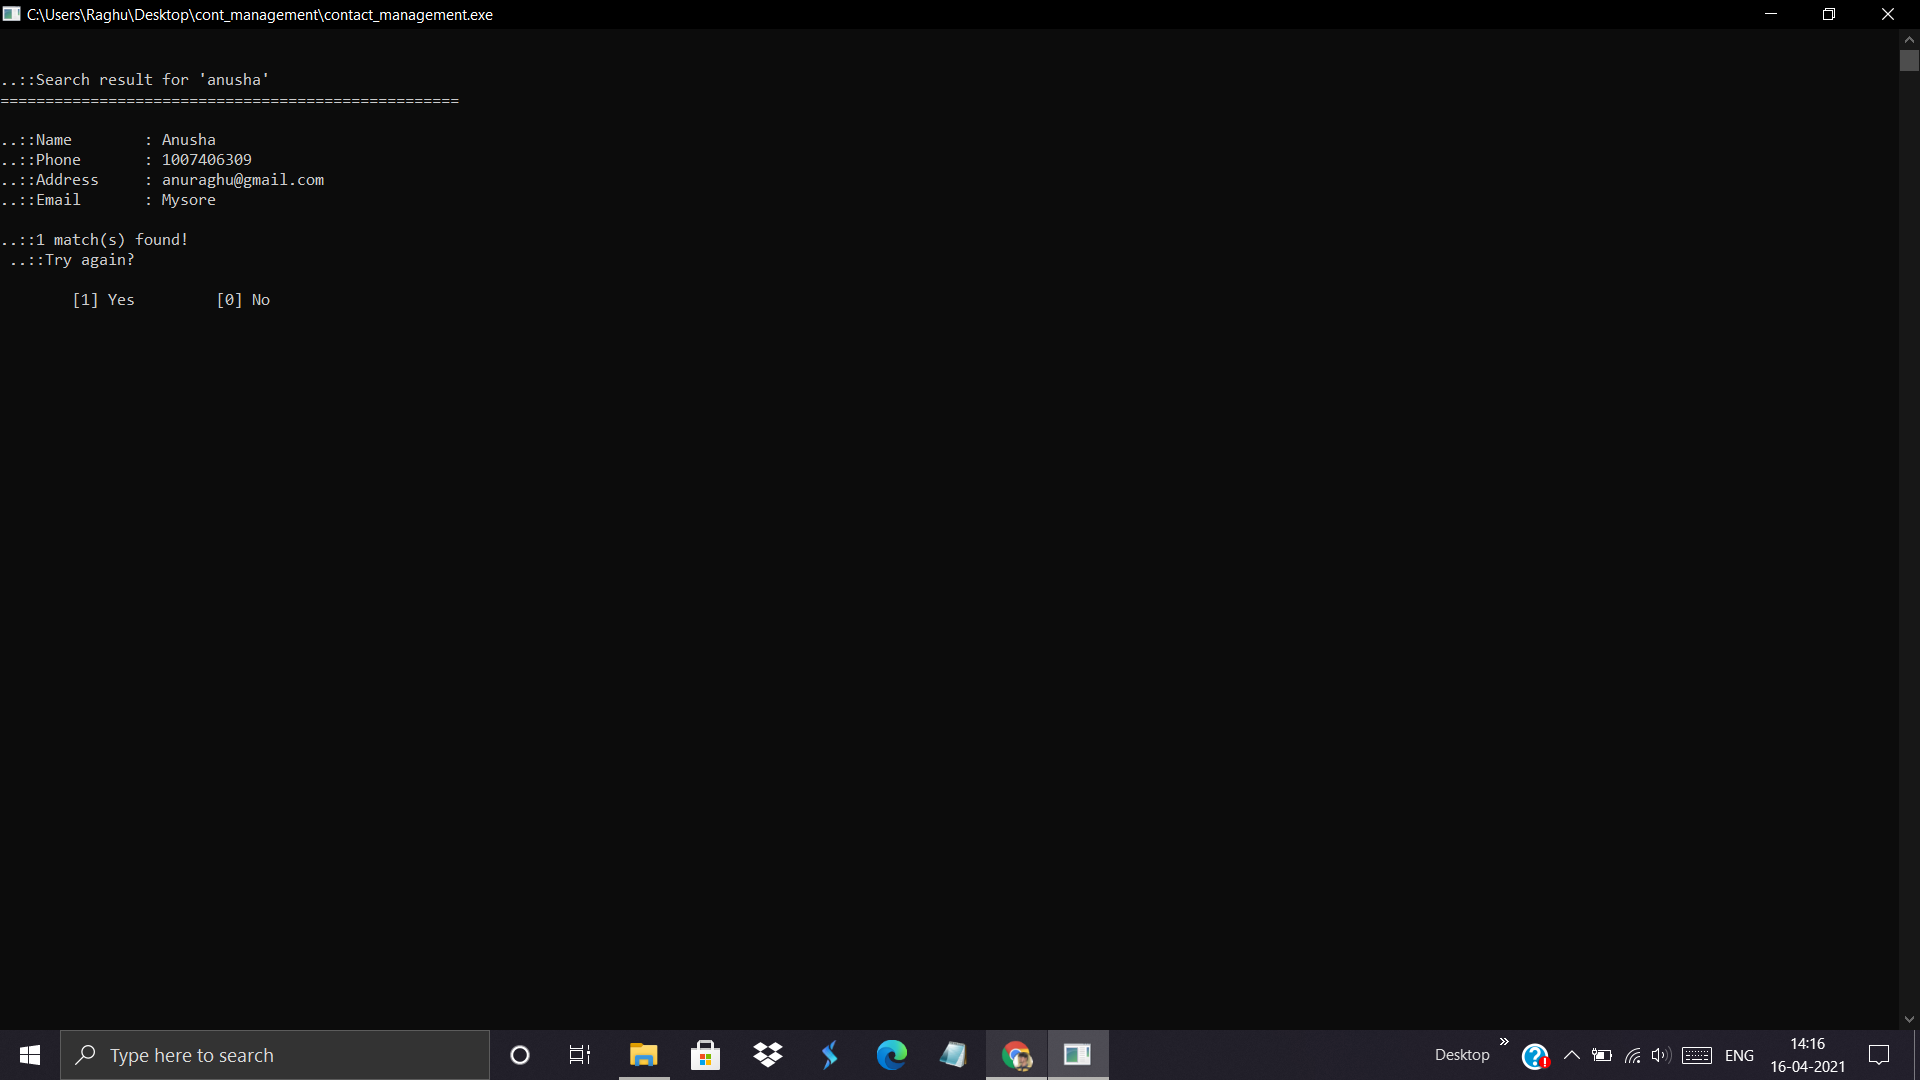 C:\Users\Raghu\Desktop\cont_management\contact_management.exe
..::Search result for 'anusha'
===================================================
..::Name        : Anusha
..::Phone       : 1007406309
..::Address     : anuraghu@gmail.com
..::Email       : Mysore
..::1 match(s) found!
 ..::Try again?
        [1] Yes         [0] No
Type here to search
Desktop
ENG
14:16
16-04-2021